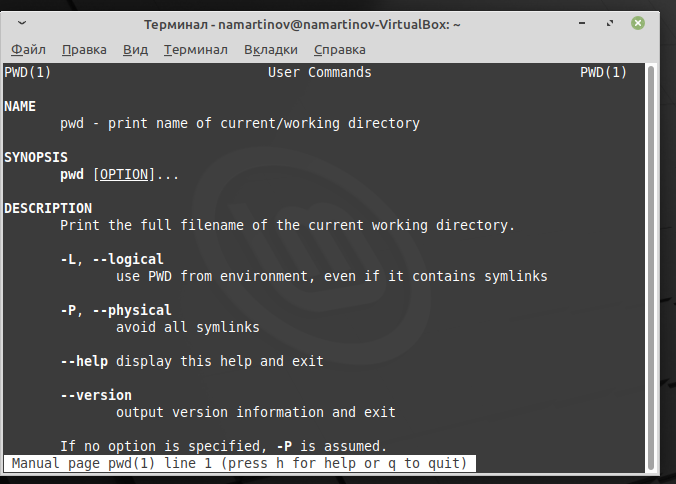 Терминал - namartinov@namartinov-VirtualBox: ~
Файл Правка Вид Терминал Вкладки Справка
PWD(1) User Commands PWD(1)
NAME
pwd - print name of current/working directory
SYNOPSIS
pwd [OPTION]...
DESCRIPTION
Print the full filename of the current working directory.
-L, --logical
use PWD from environment, even if it contains symlinks
-P, --physical
avoid all symlinks
--help display this help and exit
--version
output version information and exit
If no option is specified, -P is assumed.
Manual page pwd(1) line 1 (press h for help or q to quit)